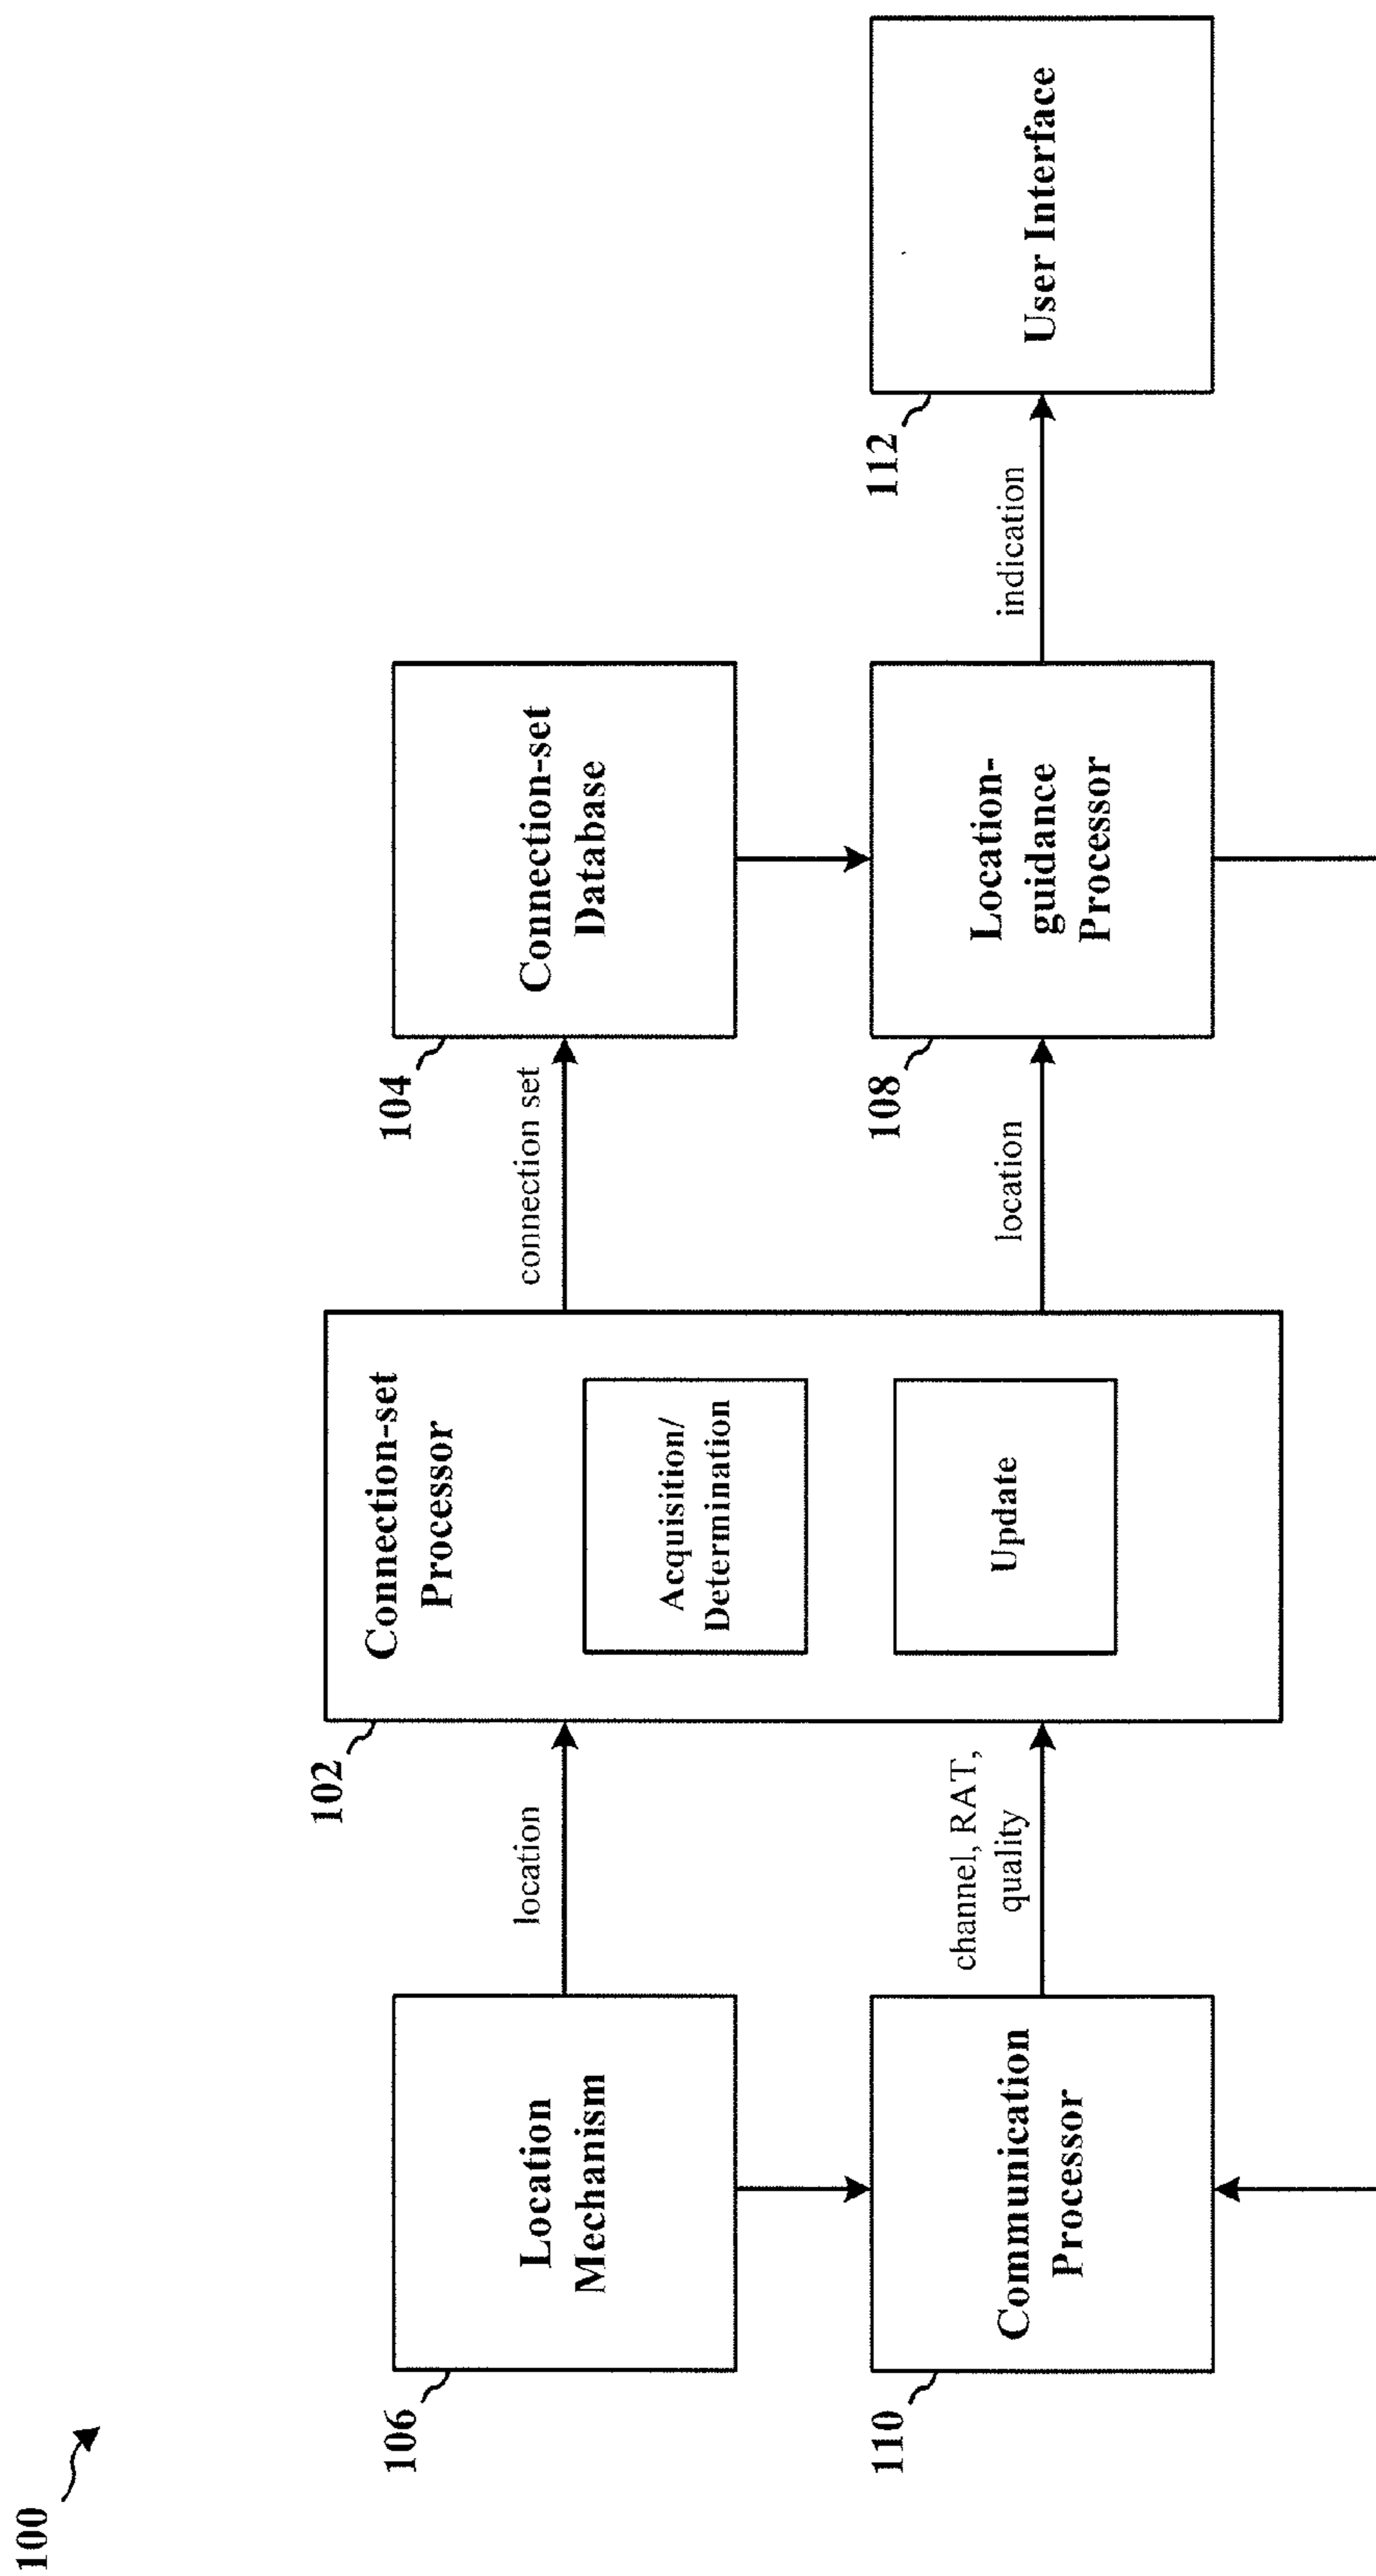 100
106
Location
Mechanism
location
102
Connection-set
Processor
Acquisition/
Determination
Update
connection set
104
Connection-set
Database
110
Communication
Processor
channel, RAT,
quality
location
108
Location-
guidance
Processor
indication
112
User Interface